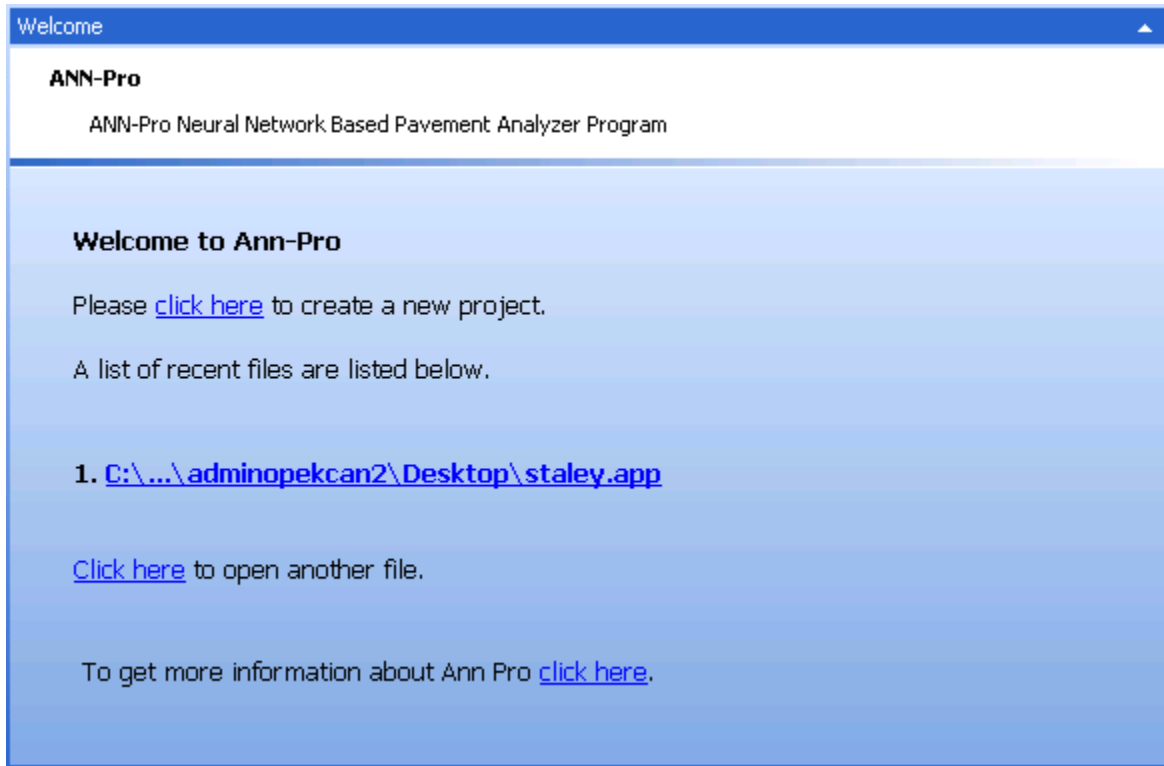 Welcome
ANN-Pro
ANN-Pro Neural Network Based Pavement Analyzer Program
Welcome to Ann-Pro
Please click here to create a new project.
A list of recent files are listed below.
1. C:\...\adminopekcan2\Desktop\staley.app
Click here to open another file.
To get more information about Ann Pro click here.